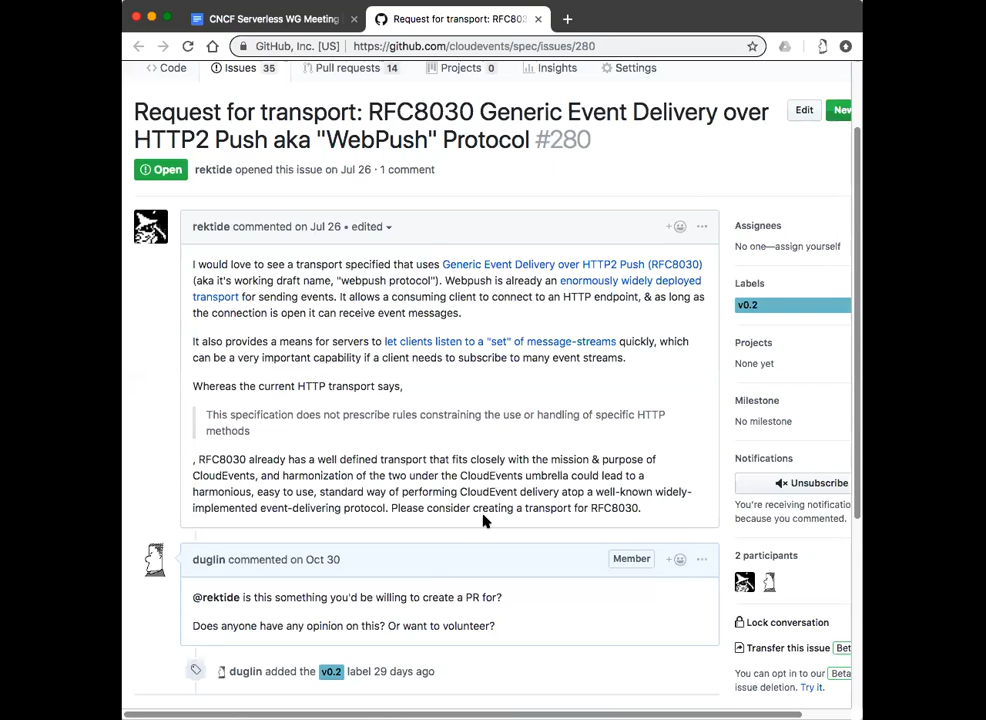 CNCF Serverless WG Meeting
Request for transport: RFC803
GitHub, Inc. [US] https://github.com/cloudevents/spec/issues/280
Code Issues 35 Pull requests 14 Projects 0 Insights Settings
Request for transport: RFC8030 Generic Event Delivery over
HTTP2 Push aka "WebPush" Protocol #280
Edit
New
Open rektide opened this issue on Jul 26 · 1 comment
rektide commented on Jul 26 • edited
I would love to see a transport specified that uses Generic Event Delivery over HTTP2 Push (RFC8030)
(aka it's working draft name, "webpush protocol"). Webpush is already an enormously widely deployed
transport for sending events. It allows a consuming client to connect to an HTTP endpoint, & as long as
the connection is open it can receive event messages.
It also provides a means for servers to let clients listen to a "set" of message-streams quickly, which
can be a very important capability if a client needs to subscribe to many event streams.
Whereas the current HTTP transport says,
This specification does not prescribe rules constraining the use or handling of specific HTTP
methods
, RFC8030 already has a well defined transport that fits closely with the mission & purpose of
CloudEvents, and harmonization of the two under the CloudEvents umbrella could lead to a
harmonious, easy to use, standard way of performing CloudEvent delivery atop a well-known widely-
implemented event-delivering protocol. Please consider creating a transport for RFC8030.
duglin commented on Oct 30
Member
@rektide is this something you'd be willing to create a PR for?
Does anyone have any opinion on this? Or want to volunteer?
duglin added the v0.2 label 29 days ago
Assignees
No one—assign yourself
Labels
v0.2
Projects
None yet
Milestone
No milestone
Notifications
Unsubscribe
You're receiving notificatio
because you commented.
2 participants
Lock conversation
Transfer this issue Bet
You can opt in to our Beta
issue deletion. Try it.